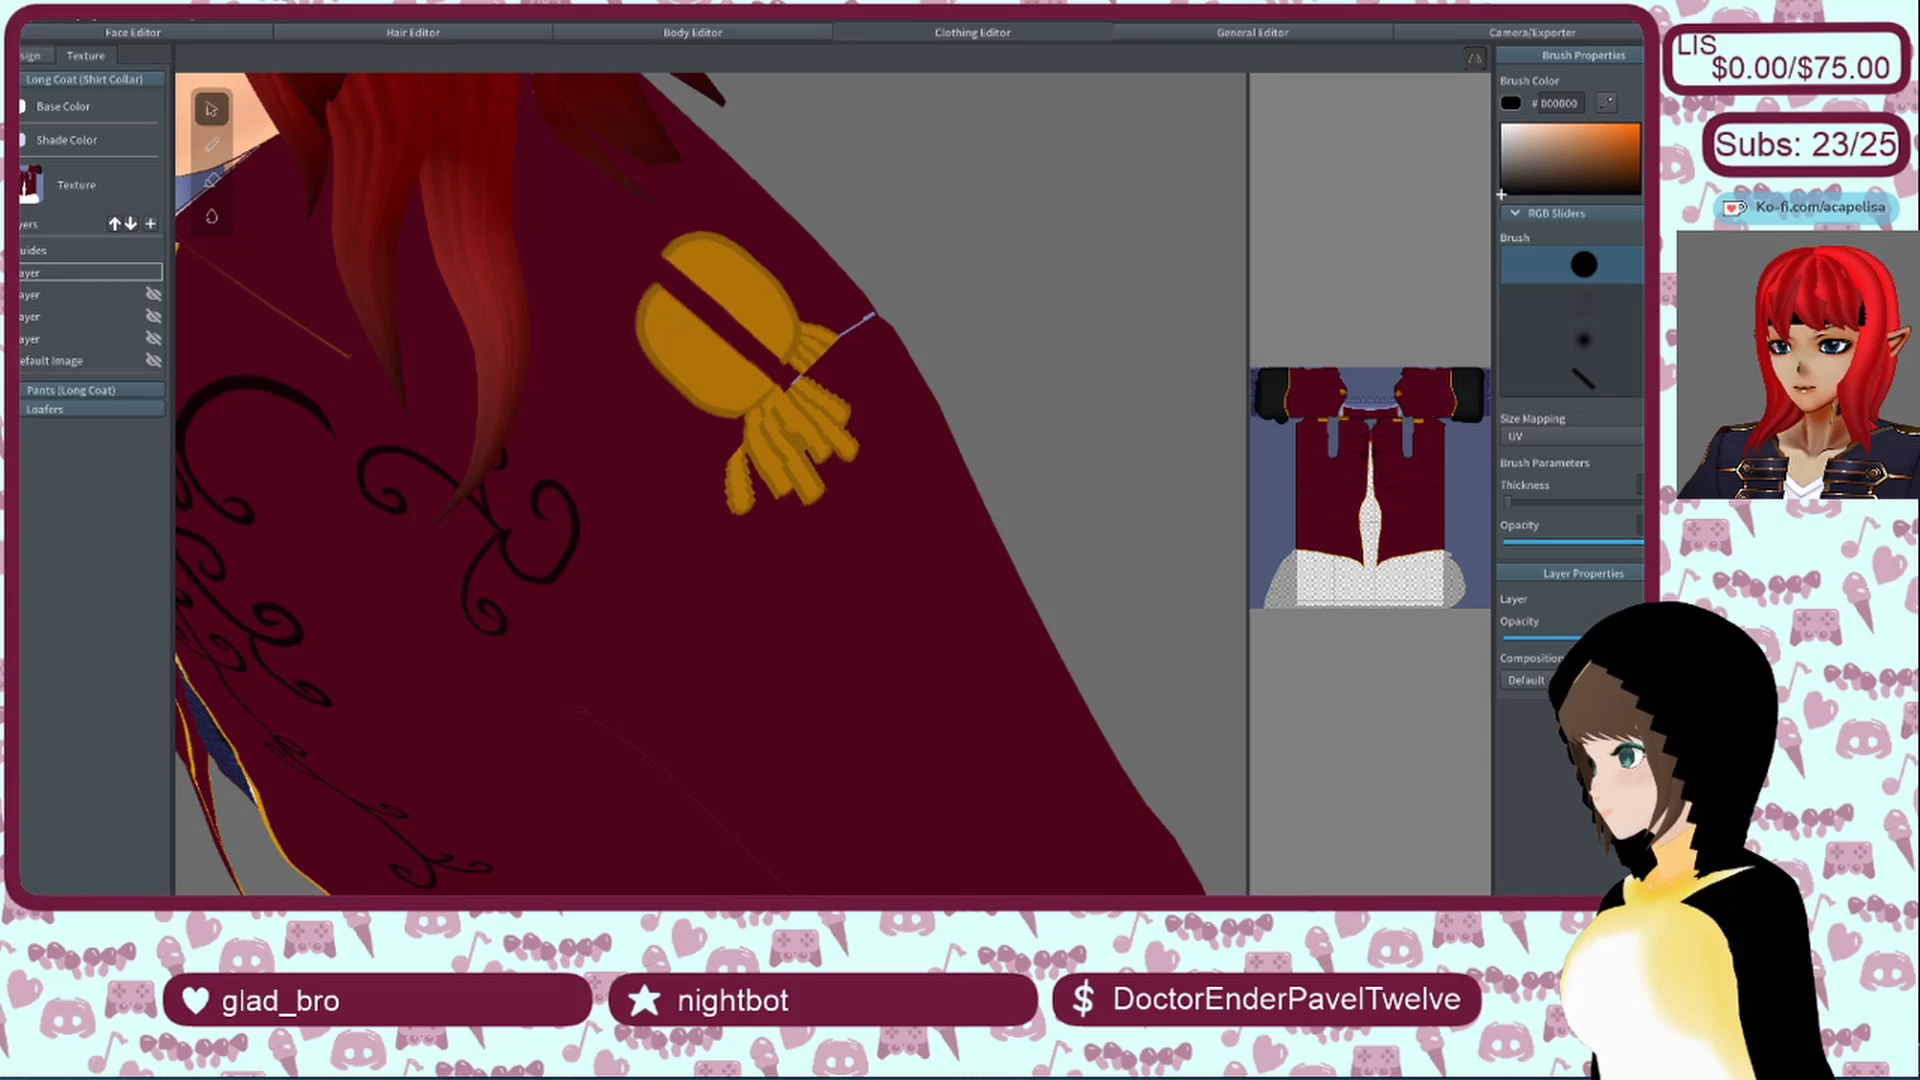 Face Editor
Hair Editor
Body Editor
Clothing Editor
General Editor
Camera/Exporter
sign
Texture
Long Coat (Shirt Collar)
Base Color
Shade Color
Texture
yers
uides
ayer
ayer
ayer
ayer
efault Image
Pants (Long Coat)
Loafers
Brush Properties
Brush Color
# 000000
RGB Sliders
Brush
Size Mapping
UV
Brush Parameters
Thickness
Opacity
Layer Properties
Layer
Opacity
Composition
Default
LIS
$0.00/$75.00
Subs: 23/25
Ko-fi.com/acapelisa
glad_bro
nightbot
$ DoctorEnderPavelTwelve